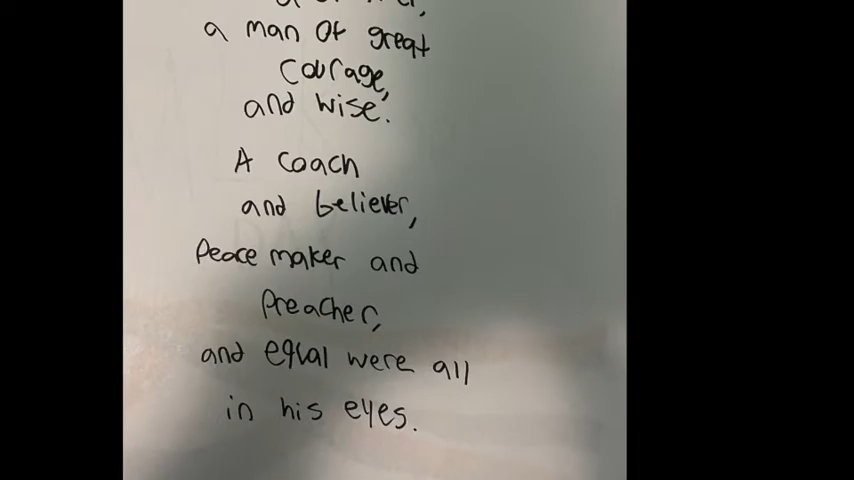 a man of great
courage,
and wise.
A coach
and believer,
Peace maker and
Preacher,
and equal were all
in his eyes.